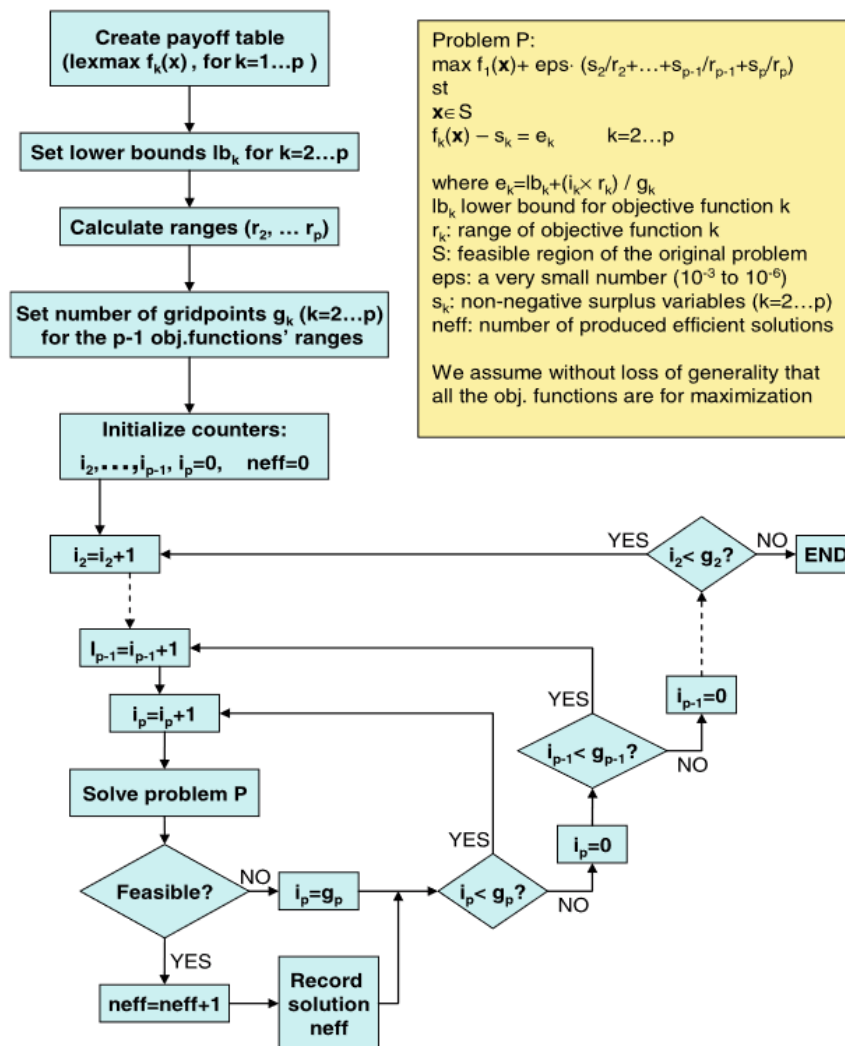 Create payoff table
(lexmax fₖ(x) , for k=1…p )
Set lower bounds lbₖ for k=2…p
Calculate ranges (r₂, … rₚ)
Set number of gridpoints gₖ (k=2…p)
for the p-1 obj.functions’ ranges
Initialize counters:
i₂,…,iₚ₋₁, iₚ=0, neff=0
Problem P:
max f₁(x)+ eps· (s₂/r₂+…+sₚ₋₁/rₚ₋₁+sₚ/rₚ)
st
x∈S
fₖ(x) – sₖ = eₖ k=2…p
where eₖ=lbₖ+(iₖ× rₖ) / gₖ
lbₖ lower bound for objective function k
rₖ: range of objective function k
S: feasible region of the original problem
eps: a very small number (10⁻³ to 10⁻⁶)
sₖ: non-negative surplus variables (k=2…p)
neff: number of produced efficient solutions
We assume without loss of generality that
all the obj. functions are for maximization
i₂=i₂+1
YES
i₂< g₂?
NO
END
Iₚ₋₁=iₚ₋₁+1
iₚ₋₁=0
iₚ=iₚ+1
YES
iₚ₋₁< gₚ₋₁?
NO
Solve problem P
YES
iₚ=0
Feasible?
NO
iₚ=gₚ
iₚ< gₚ?
NO
YES
neff=neff+1
Record
solution
neff